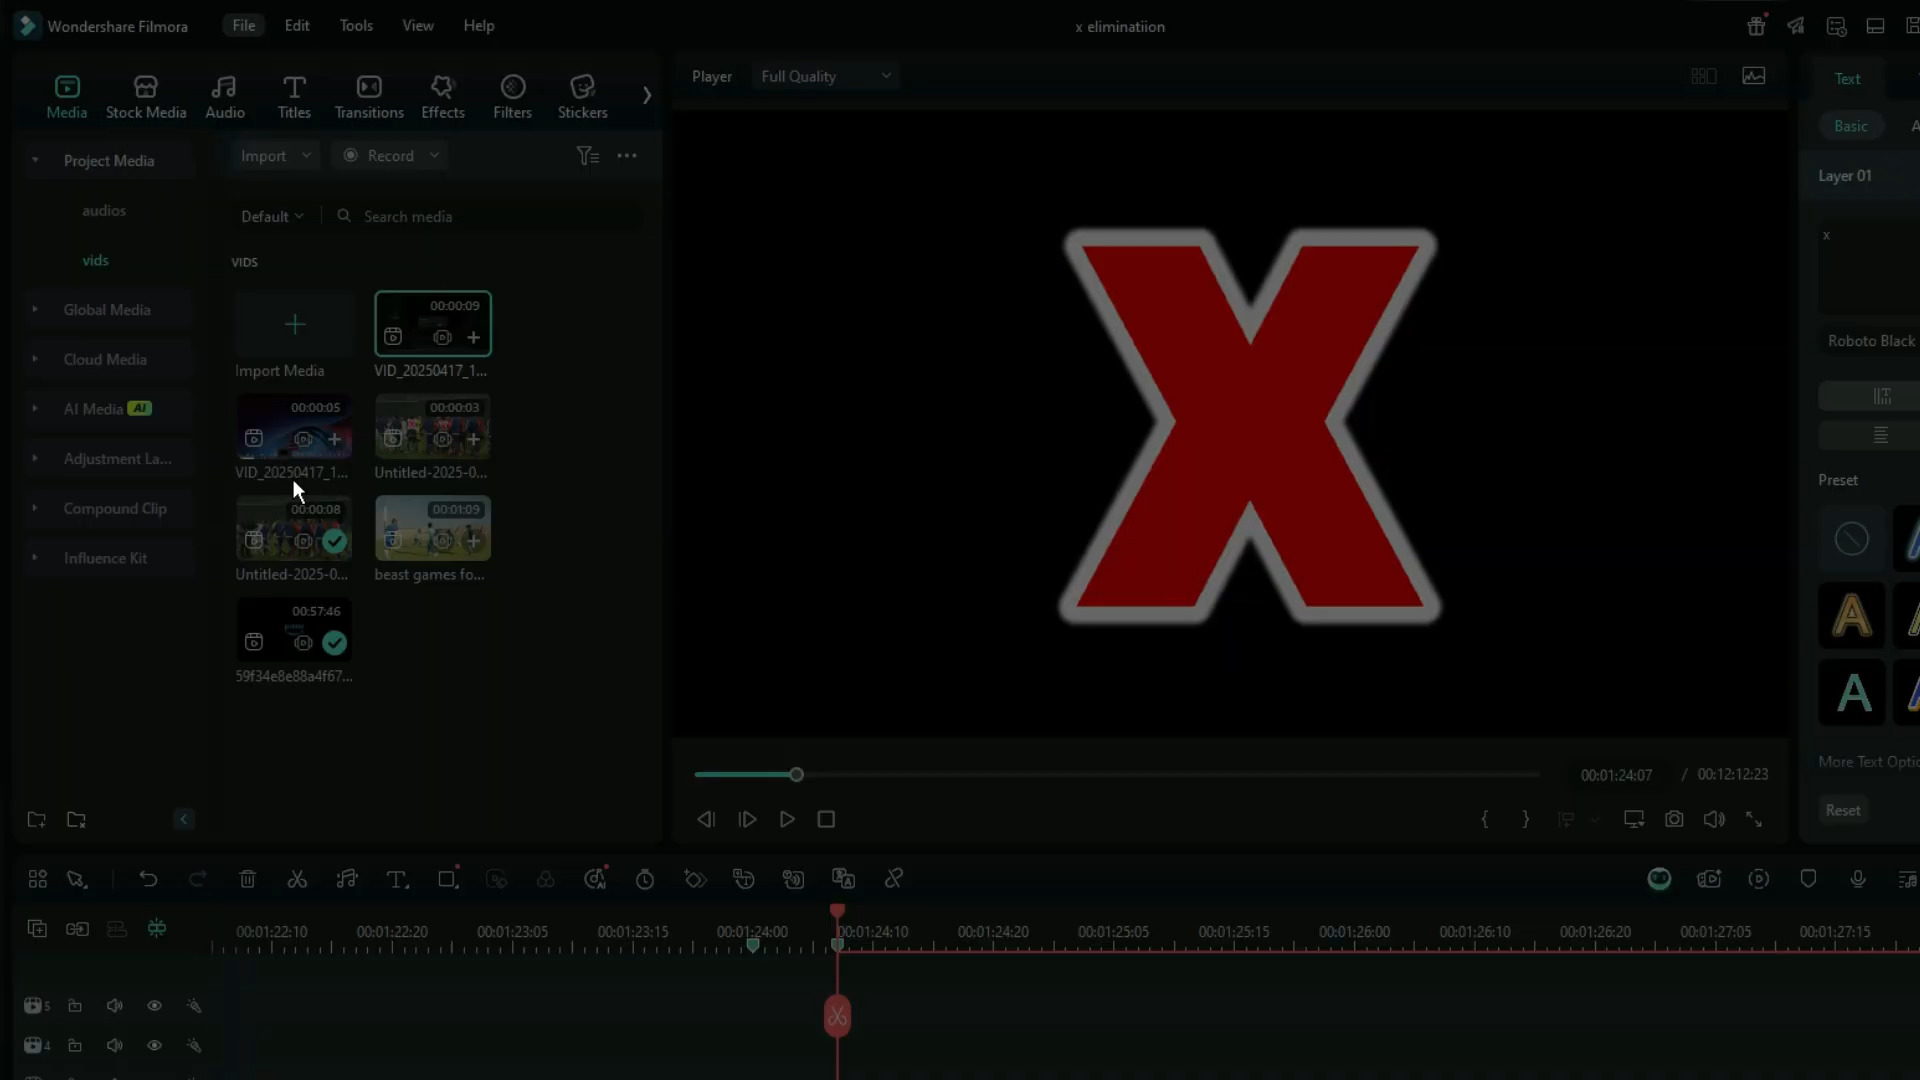 Wondershare Filmora File Edit Tools View Help x eliminatiion
Media Stock Media Audio Titles Transitions Effects Filters Stickers
Player Full Quality
Text
Basic
Project Media
audios
vids
Global Media
Cloud Media
AI Media AI
Adjustment La...
Compound Clip
Influence Kit
Import Record
Default Search media
VIDS
Import Media
00:00:09
VID_20250417_1...
00:00:05
VID_20250417_1...
00:00:03
Untitled-2025-0...
00:00:08
Untitled-2025-0...
00:01:09
beast games fo...
00:57:46
59f34e8e88a4f67...
X
00:01:24:07 / 00:12:12:23
Layer 01
x
Roboto Black
Preset
A
A
More Text Optio
Reset
00:01:22:10 00:01:22:20 00:01:23:05 00:01:23:15 00:01:24:00 00:01:24:10 00:01:24:20 00:01:25:05 00:01:25:15 00:01:26:00 00:01:26:10 00:01:26:20 00:01:27:05 00:01:27:15
5
4